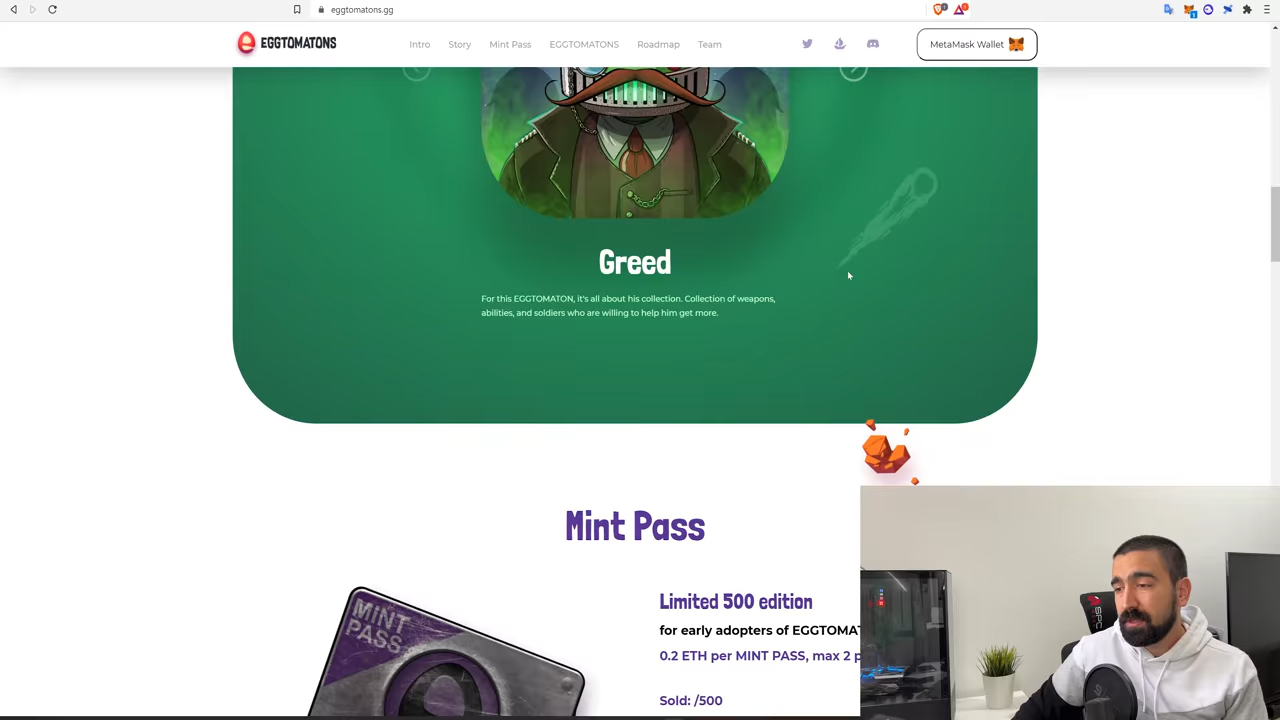 eggtomatons.gg
EGGTOMATONS
Intro
Story
Mint Pass
EGGTOMATONS
Roadmap
Team
MetaMask Wallet
Greed
For this EGGTOMATON, it's all about his collection. Collection of weapons,
abilities, and soldiers who are willing to help him get more.
Mint Pass
MINT
PASS
Limited 500 edition
for early adopters of EGGTOMAT
0.2 ETH per MINT PASS, max 2 p
Sold: /500